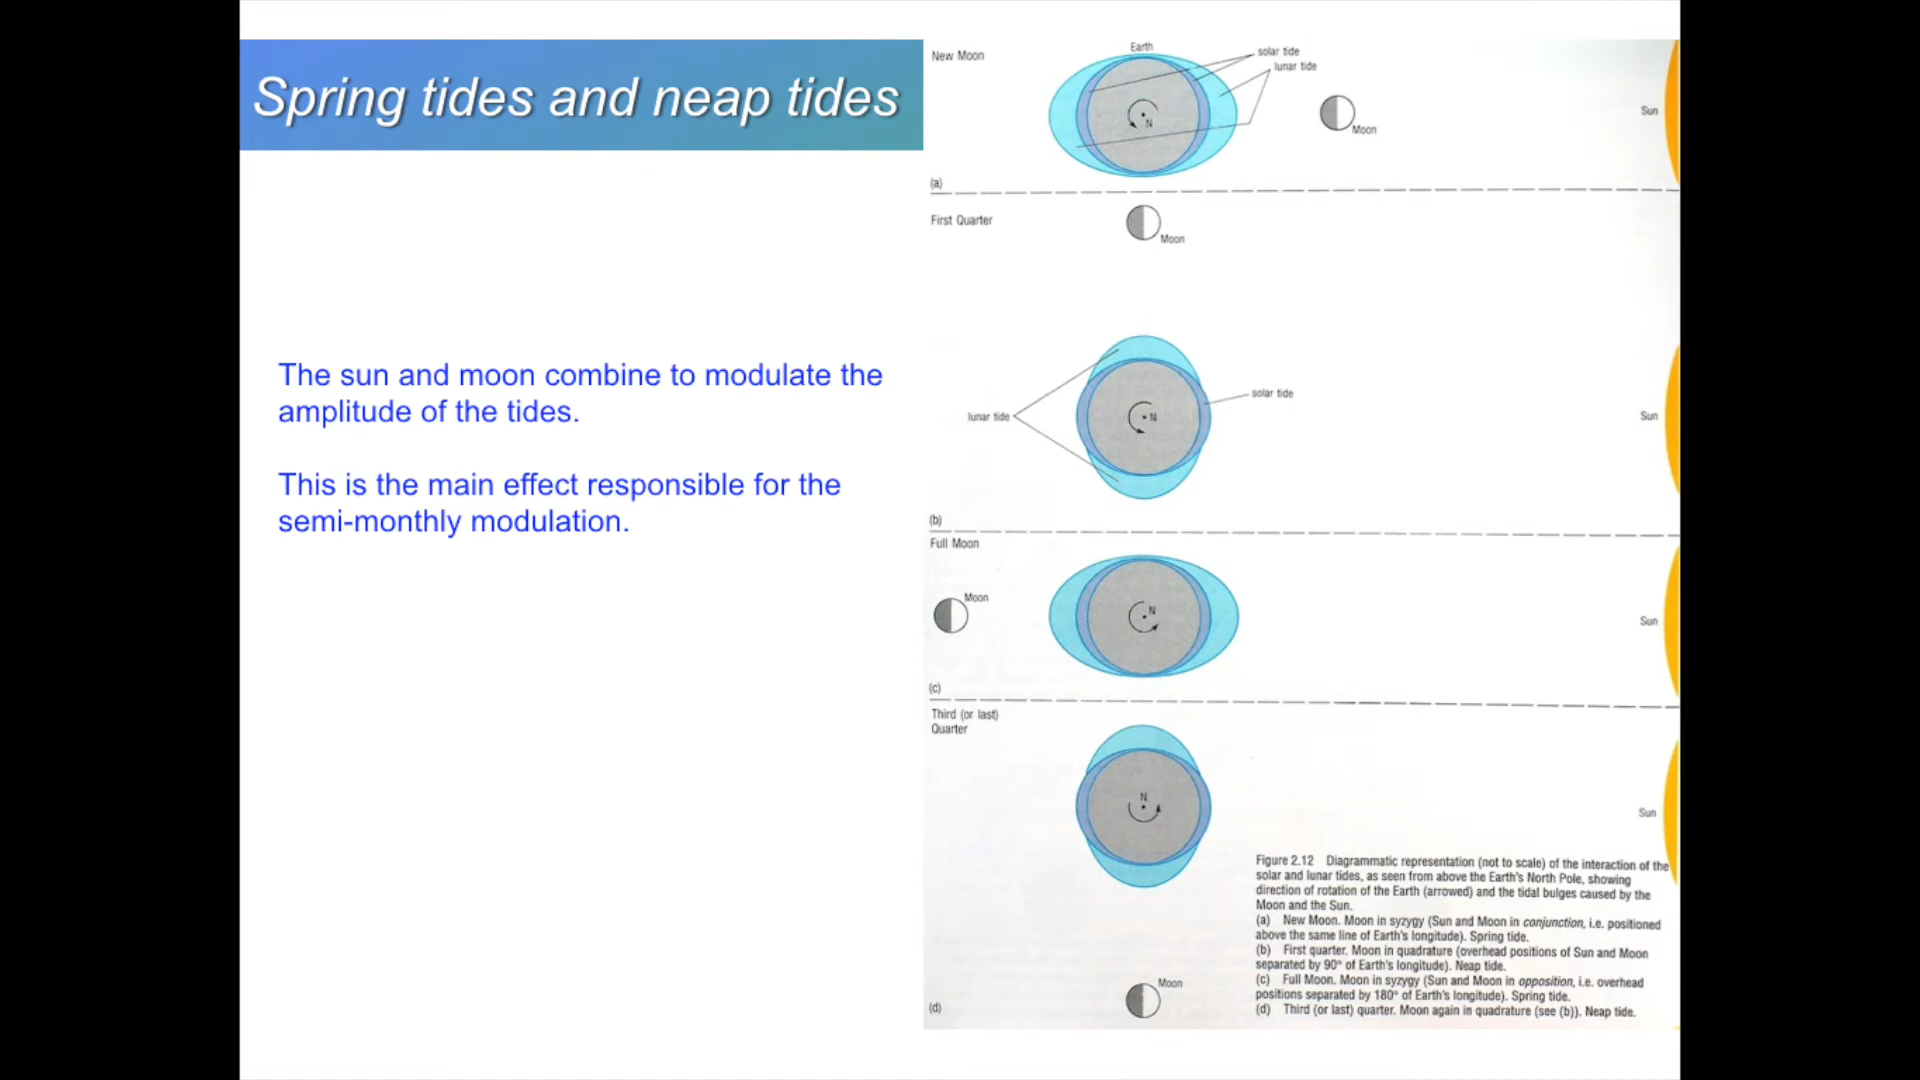 Spring tides and neap tides
The sun and moon combine to modulate the
amplitude of the tides.
This is the main effect responsible for the
semi-monthly modulation.
New Moon
Earth
solar tide
lunar tide
N
Moon
Sun
(a)
First Quarter
Moon
lunar tide
N
solar tide
Sun
(b)
Full Moon
Moon
N
Sun
(c)
Third (or last)
Quarter
N
Sun
Moon
(d)
Figure 2.12 Diagrammatic representation (not to scale) of the interaction of the
solar and lunar tides, as seen from above the Earth's North Pole, showing
direction of rotation of the Earth (arrowed) and the tidal bulges caused by the
Moon and the Sun.
(a) New Moon. Moon in syzygy (Sun and Moon in conjunction, i.e. positioned
above the same line of Earth's longitude). Spring tide.
(b) First quarter. Moon in quadrature (overhead positions of Sun and Moon
separated by 90° of Earth's longitude). Neap tide.
(c) Full Moon. Moon in syzygy (Sun and Moon in opposition, i.e. overhead
positions separated by 180° of Earth's longitude). Spring tide.
(d) Third (or last) quarter. Moon again in quadrature (see (b)). Neap tide.